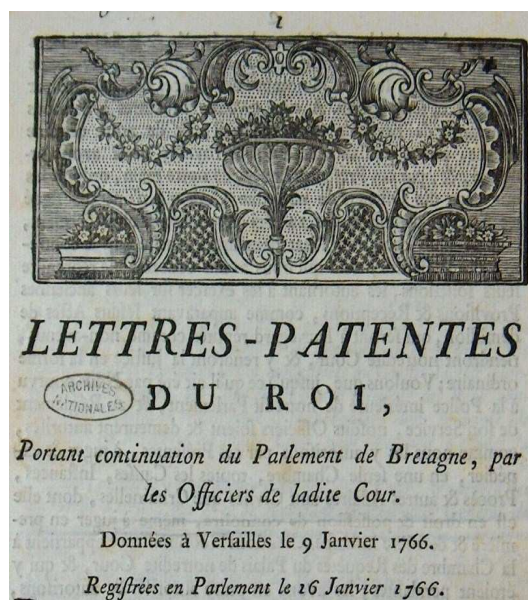 1
LETTRES-PATENTES
ARCHIVES
NATIONALES
DU ROI,
Portant continuation du Parlement de Bretagne, par
les Officiers de ladite Cour.
Données à Verſailles le 9 Janvier 1766.
Regiſtrées en Parlement le 16 Janvier 1766.